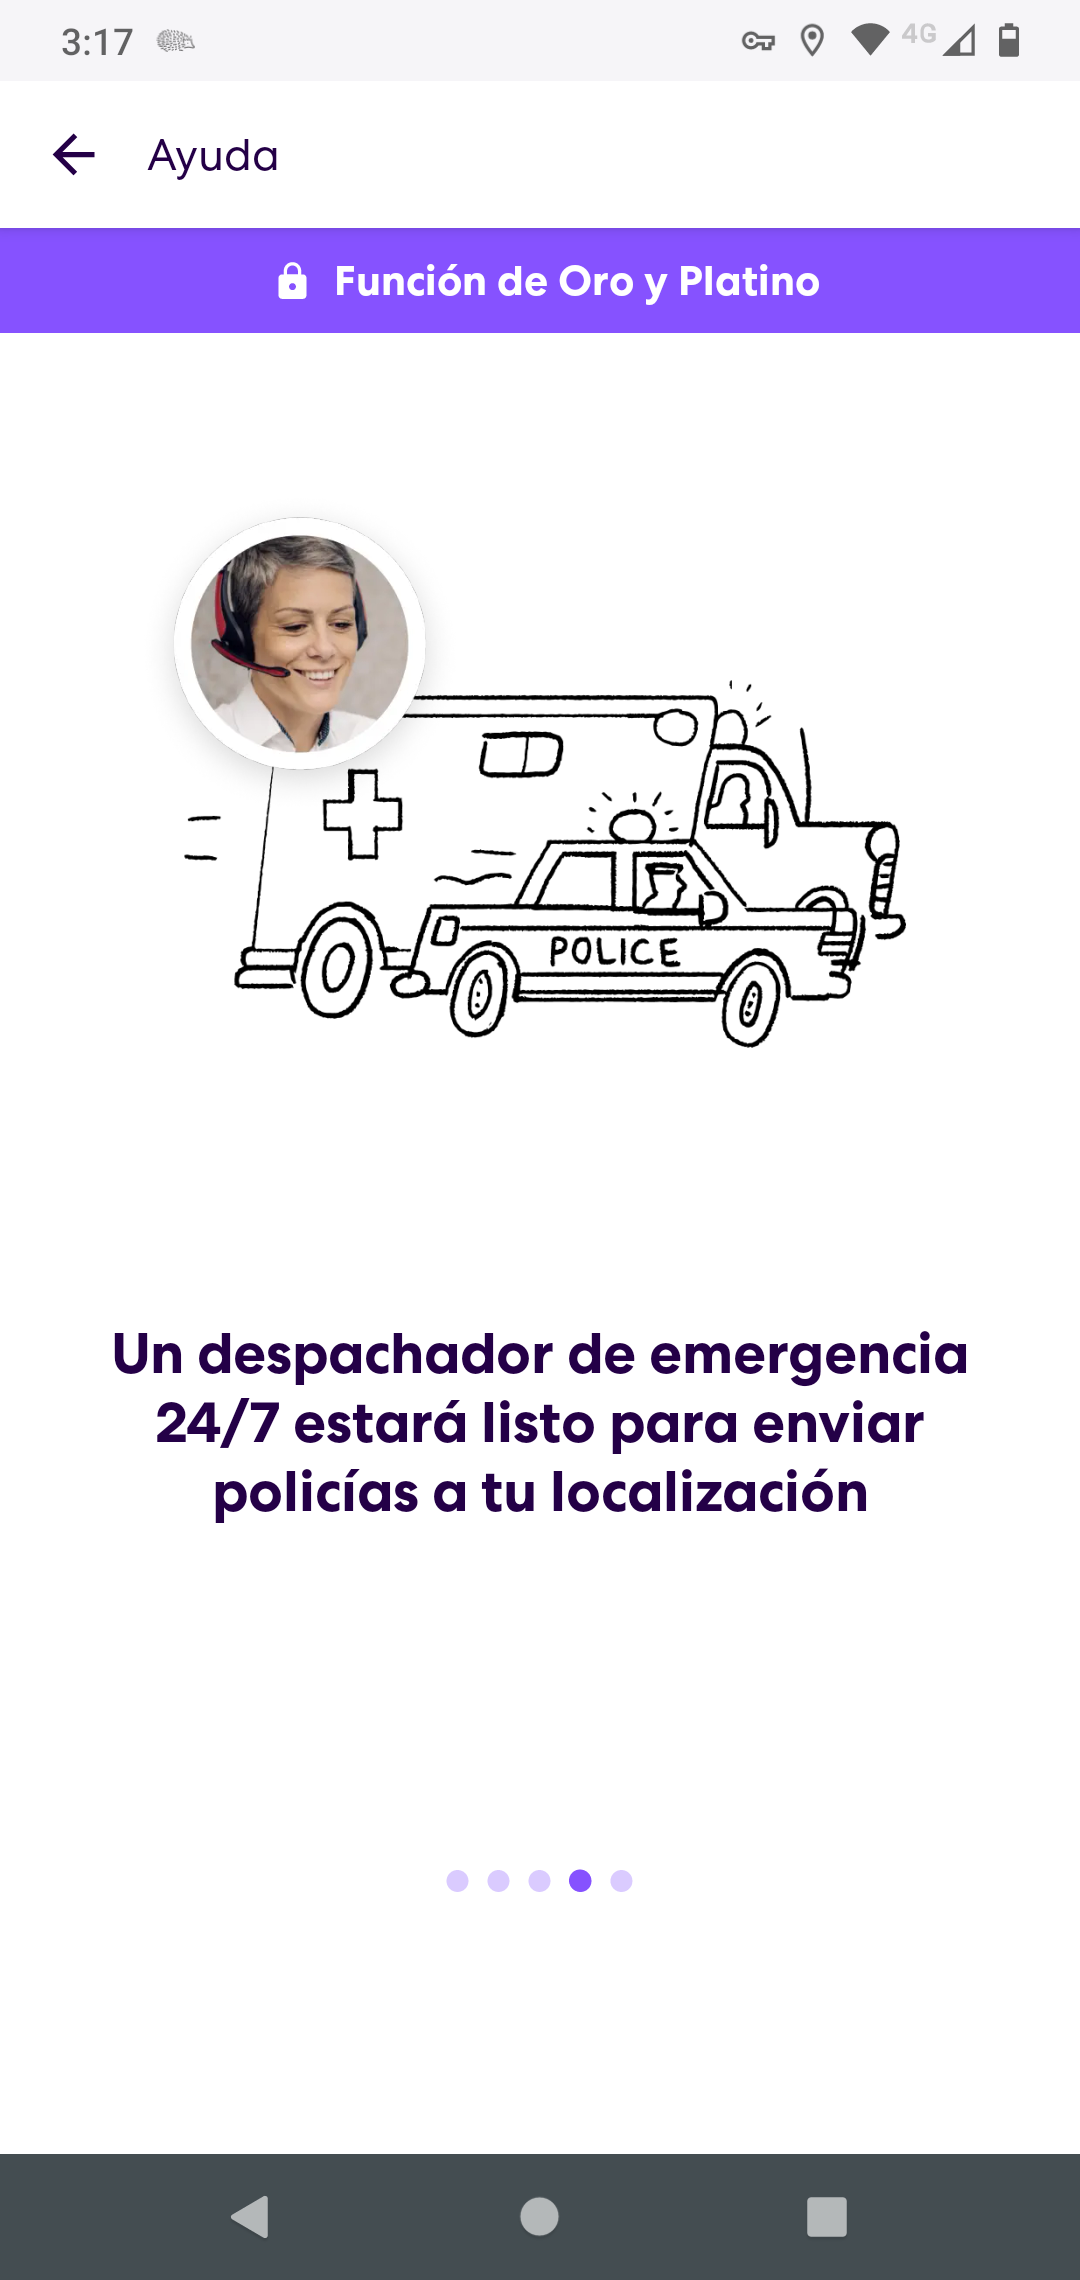 3:17
4G
Ayuda
Función de Oro y Platino
POLICE
Un despachador de emergencia
24/7 estará listo para enviar
policías a tu localización